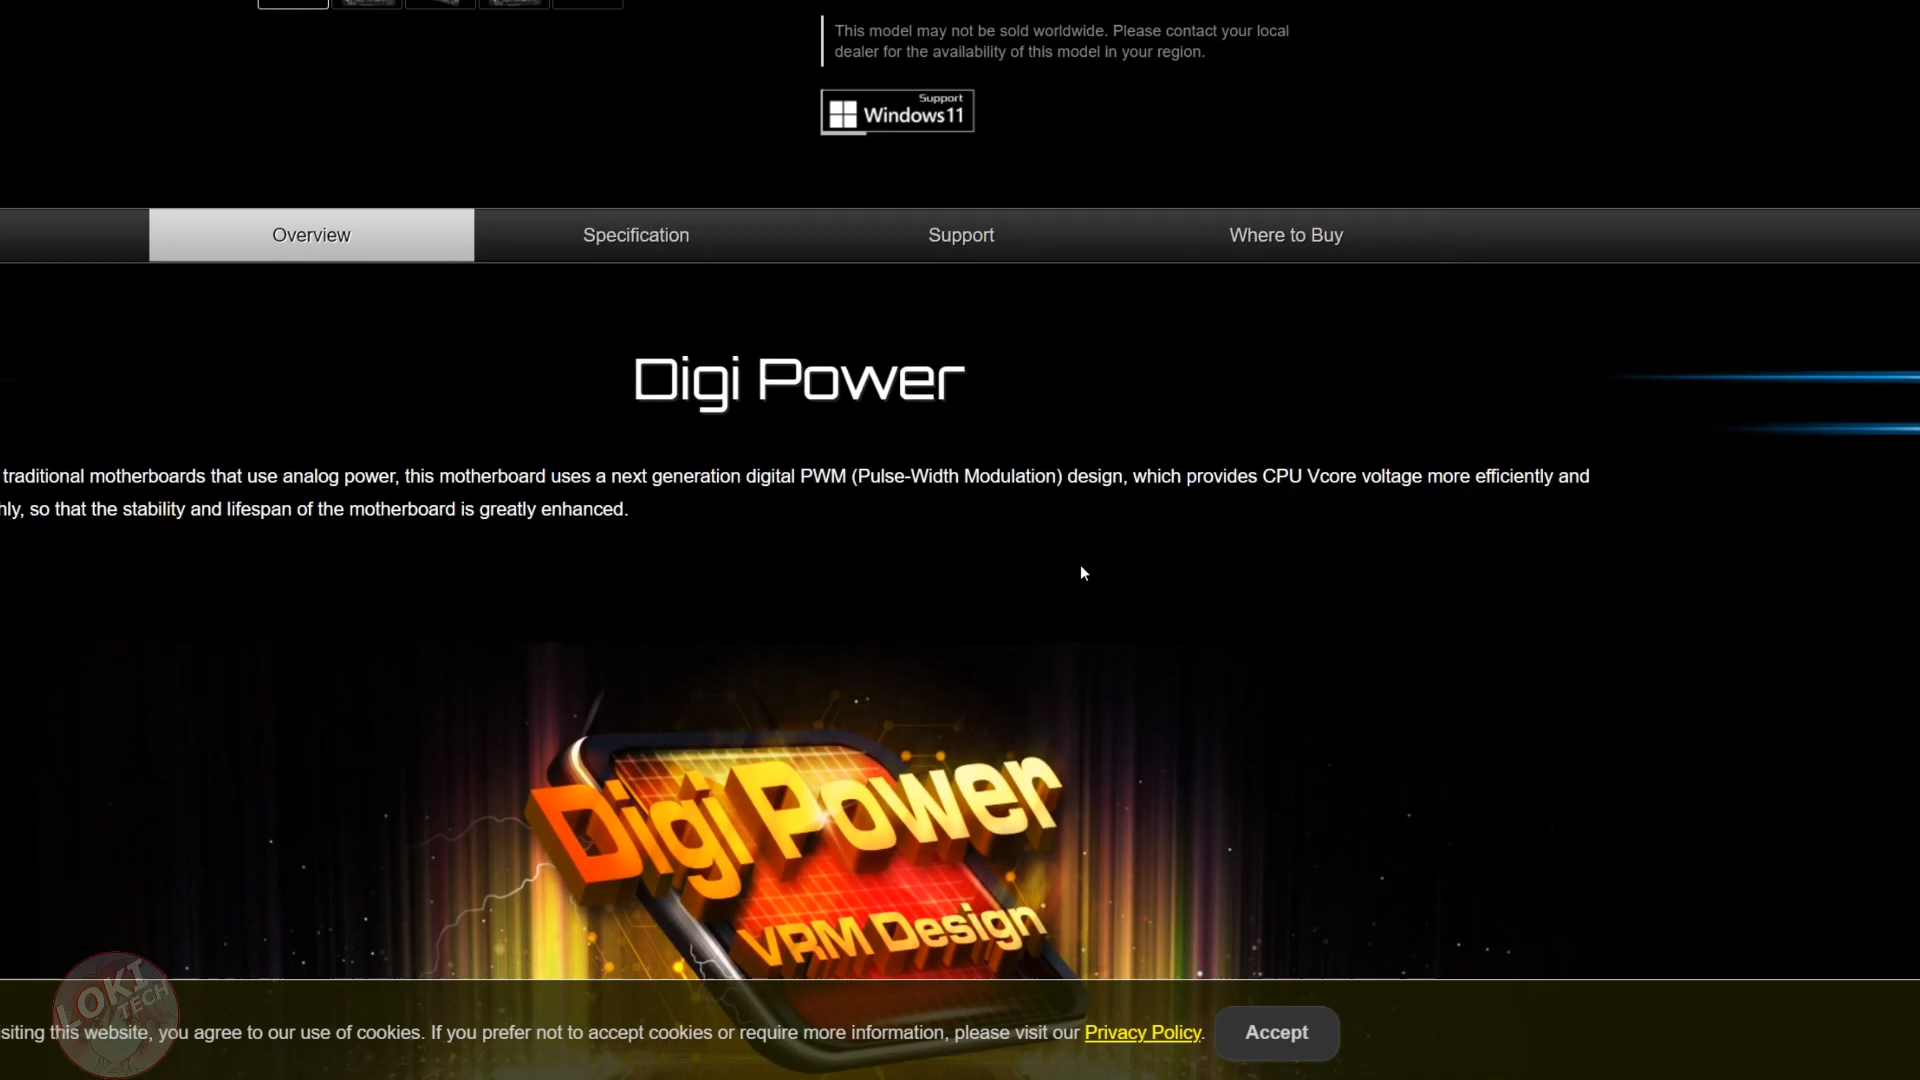 This model may not be sold worldwide. Please contact your local
dealer for the availability of this model in your region.
Support
Windows11
Overview
Specification
Support
Where to Buy
Digi Power
traditional motherboards that use analog power, this motherboard uses a next generation digital PWM (Pulse-Width Modulation) design, which provides CPU Vcore voltage more efficiently and
hly, so that the stability and lifespan of the motherboard is greatly enhanced.
Digi Power
VRM Design
LOKI
TECH
siting this website, you agree to our use of cookies. If you prefer not to accept cookies or require more information, please visit our Privacy Policy.
Accept